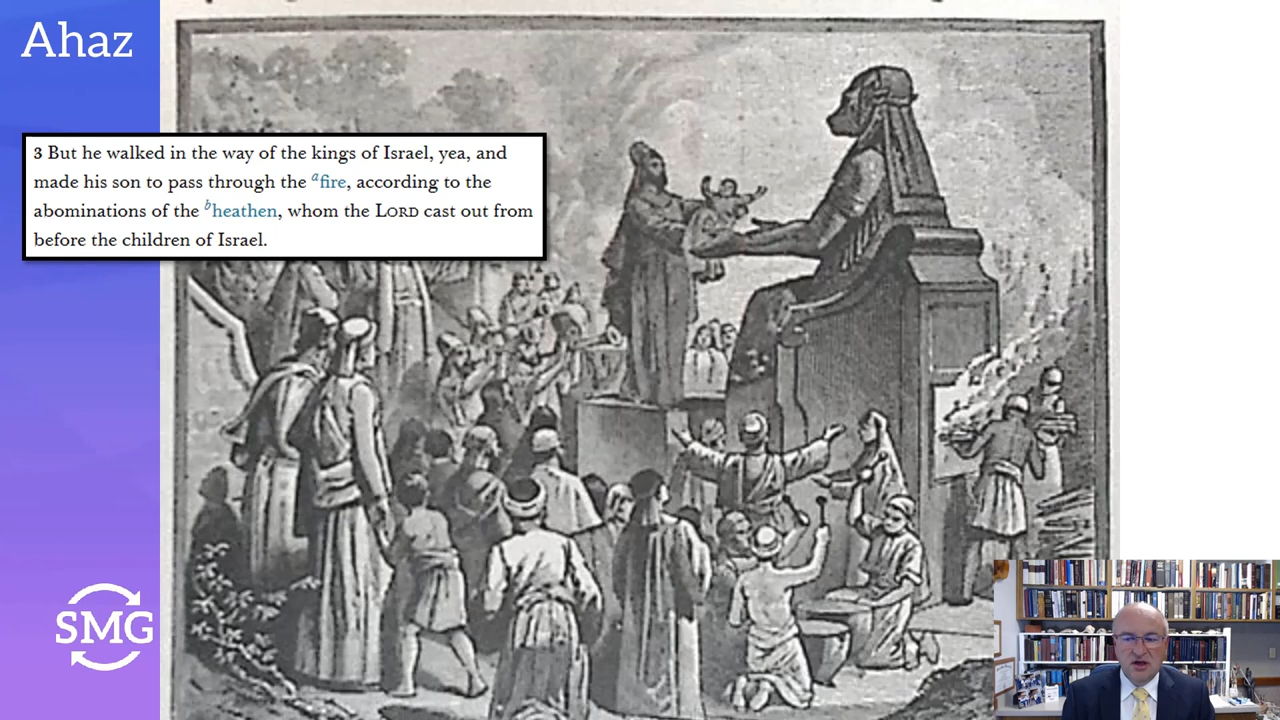 Ahaz
3 But he walked in the way of the kings of Israel, yea, and
made his son to pass through the ᵃfire, according to the
abominations of the ᵇheathen, whom the LORD cast out from
before the children of Israel.
SMG